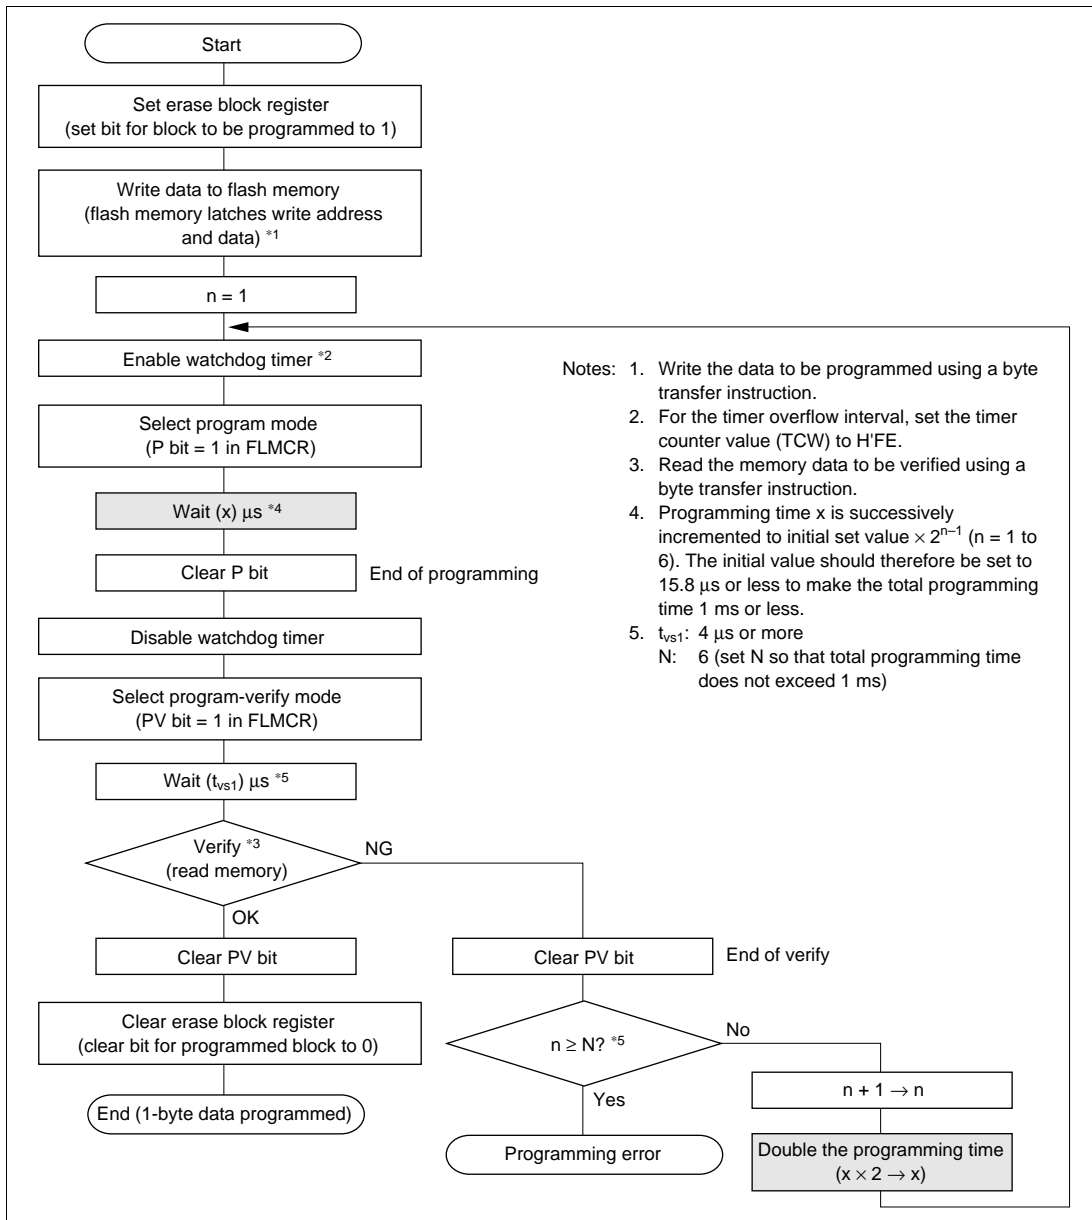 Start
Set erase block register
(set bit for block to be programmed to 1)
Write data to flash memory
(flash memory latches write address
and data) *1
n = 1
Enable watchdog timer *2
Select program mode
(P bit = 1 in FLMCR)
Wait (x) μs *4
Clear P bit
End of programming
Disable watchdog timer
Select program-verify mode
(PV bit = 1 in FLMCR)
Wait (tvs1) μs *5
Verify *3
(read memory)
NG
OK
Clear PV bit
Clear erase block register
(clear bit for programmed block to 0)
End (1-byte data programmed)
Clear PV bit
End of verify
n ≥ N? *5
No
Yes
Programming error
n + 1 → n
Double the programming time
(x × 2 → x)
Notes: 1. Write the data to be programmed using a byte
transfer instruction.
2. For the timer overflow interval, set the timer
counter value (TCW) to H'FE.
3. Read the memory data to be verified using a
byte transfer instruction.
4. Programming time x is successively
incremented to initial set value × 2^n–1 (n = 1 to
6). The initial value should therefore be set to
15.8 μs or less to make the total programming
time 1 ms or less.
5. tvs1: 4 μs or more
N: 6 (set N so that total programming time
does not exceed 1 ms)